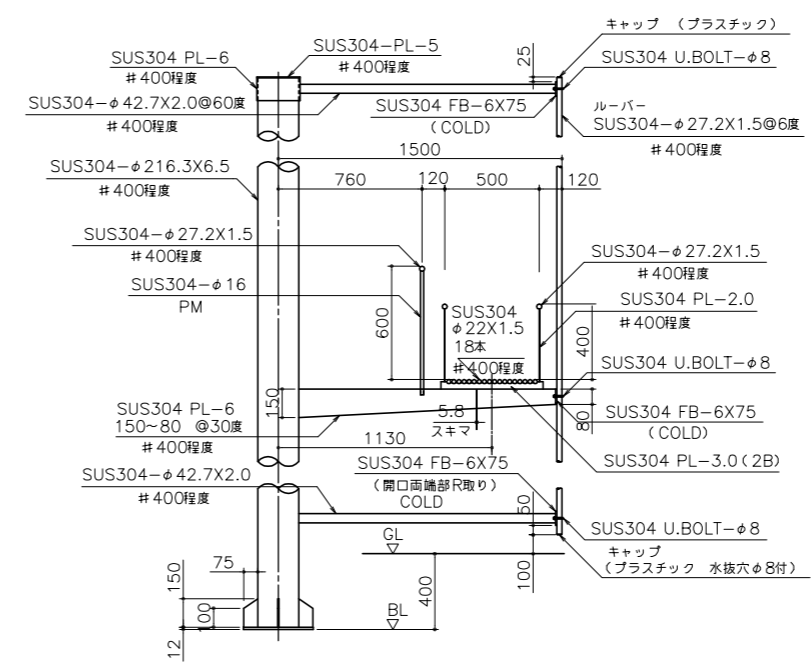 キャップ （プラスチック）
SUS304-PL-5
♯400程度
SUS304 PL-6
♯400程度
25
SUS304 U.BOLT-φ8
SUS304-φ42.7X2.0@60度
♯400程度
SUS304 FB-6X75
(COLD)
ルーバー
SUS304-φ27.2X1.5@6度
♯400程度
1500
SUS304-φ216.3X6.5
♯400程度
760
120
500
120
SUS304-φ27.2X1.5
♯400程度
SUS304-φ16
PM
600
SUS304
φ22X1.5
18本
♯400程度
SUS304-φ27.2X1.5
♯400程度
SUS304 PL-2.0
♯400程度
400
SUS304 U.BOLT-φ8
150
5.8
スキマ
80
SUS304 FB-6X75
(COLD)
SUS304 PL-6
150~80 @30度
♯400程度
1130
SUS304 PL-3.0(2B)
SUS304-φ42.7X2.0
♯400程度
SUS304 FB-6X75
(開口両端部R取り)
COLD
50
SUS304 U.BOLT-φ8
GL
キャップ
(プラスチック 水抜穴φ8付)
75
100
400
150
100
BL
12